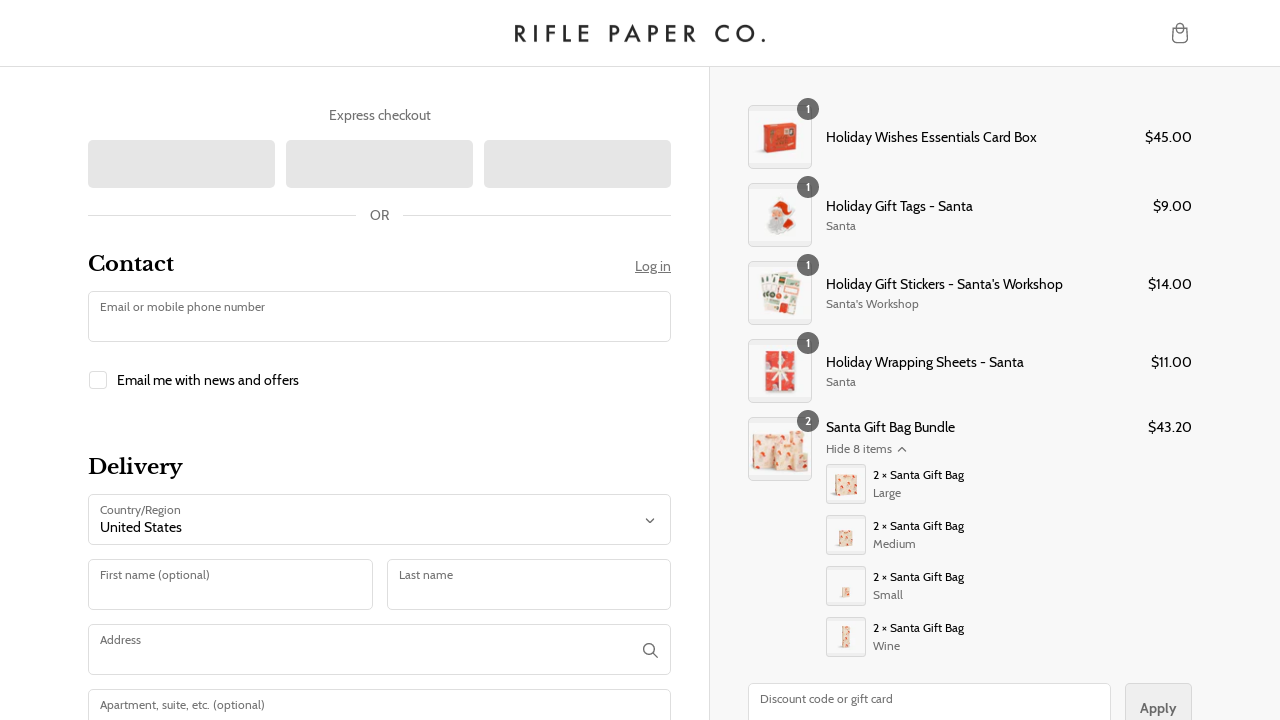 RIFLE PAPER CO.
Express checkout
OR
Contact
Log in
Email or mobile phone number
Email me with news and offers
Delivery
Country/Region
United States
First name (optional)
Last name
Address
Apartment, suite, etc. (optional)
1
Holiday Wishes Essentials Card Box
$45.00
1
Holiday Gift Tags - Santa
$9.00
Santa
1
Holiday Gift Stickers - Santa's Workshop
$14.00
Santa's Workshop
1
Holiday Wrapping Sheets - Santa
$11.00
Santa
2
Santa Gift Bag Bundle
$43.20
Hide 8 items
2 × Santa Gift Bag
Large
2 × Santa Gift Bag
Medium
2 × Santa Gift Bag
Small
2 × Santa Gift Bag
Wine
Discount code or gift card
Apply